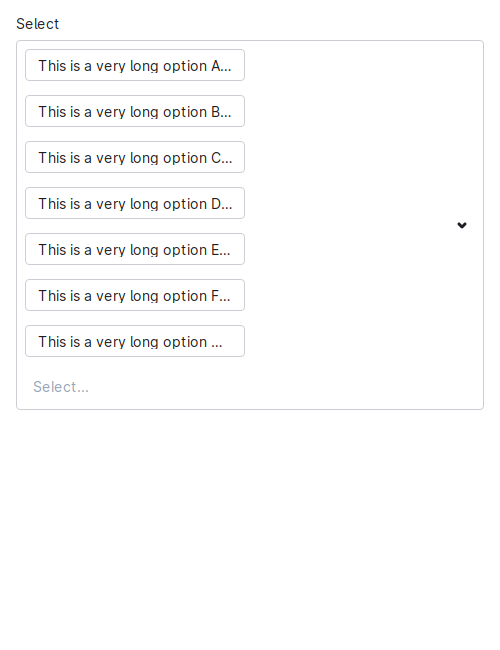 Select
This is a very long option A...
This is a very long option B...
This is a very long option C...
This is a very long option D...
This is a very long option E...
This is a very long option F...
This is a very long option ...
Select...